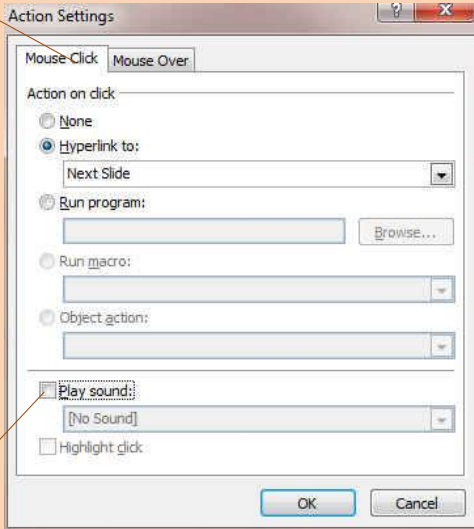 Action Settings
Mouse Click Mouse Over
Action on click
None
Hyperlink to:
Next Slide
Run program:
Browse...
Run macro:
Object action:
Play sound:
[No Sound]
Highlight click
OK Cancel